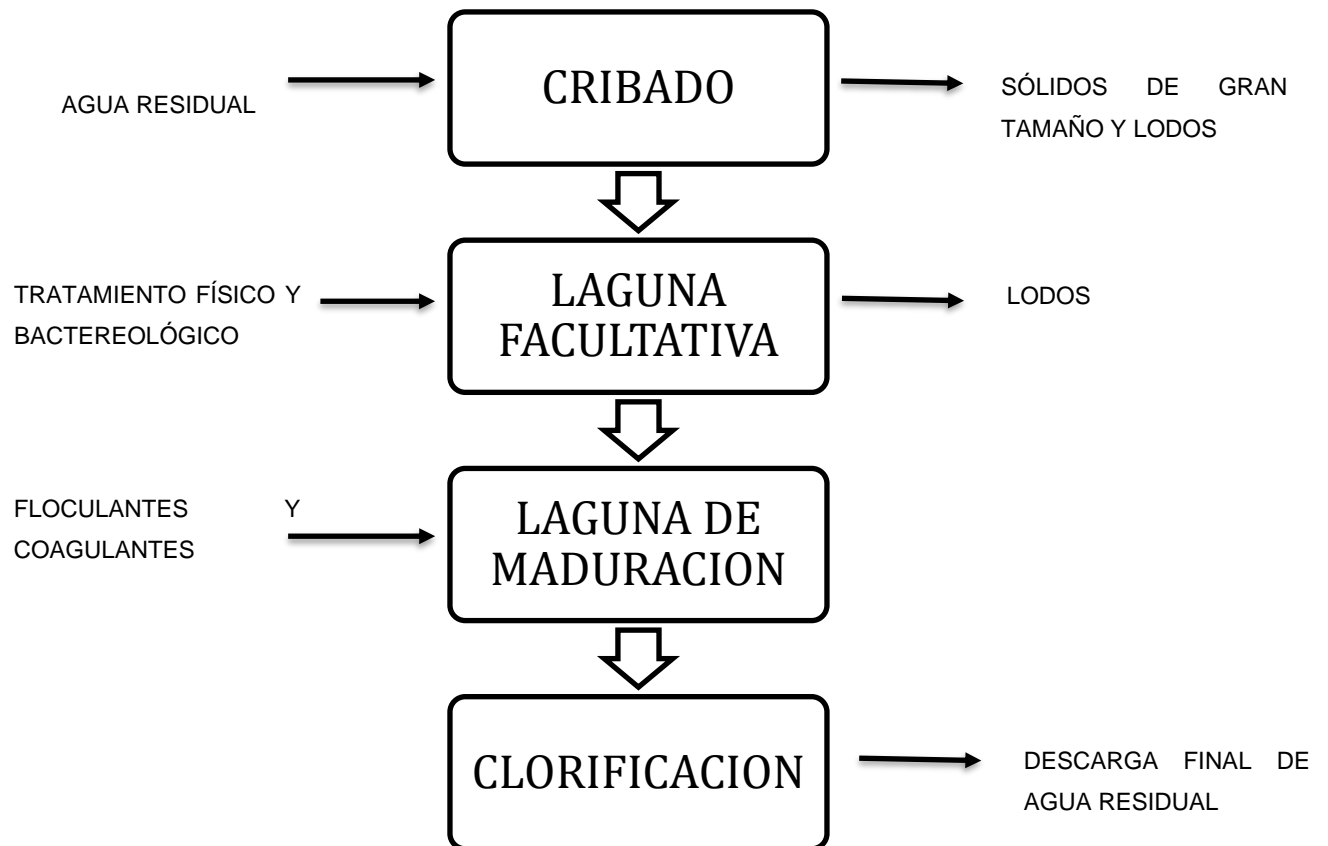 AGUA RESIDUAL
CRIBADO
SÓLIDOS DE GRAN
TAMAÑO Y LODOS
TRATAMIENTO FÍSICO Y
BACTEREOLÓGICO
LAGUNA
FACULTATIVA
LODOS
FLOCULANTES Y
COAGULANTES
LAGUNA DE
MADURACION
CLORIFICACION
DESCARGA FINAL DE
AGUA RESIDUAL